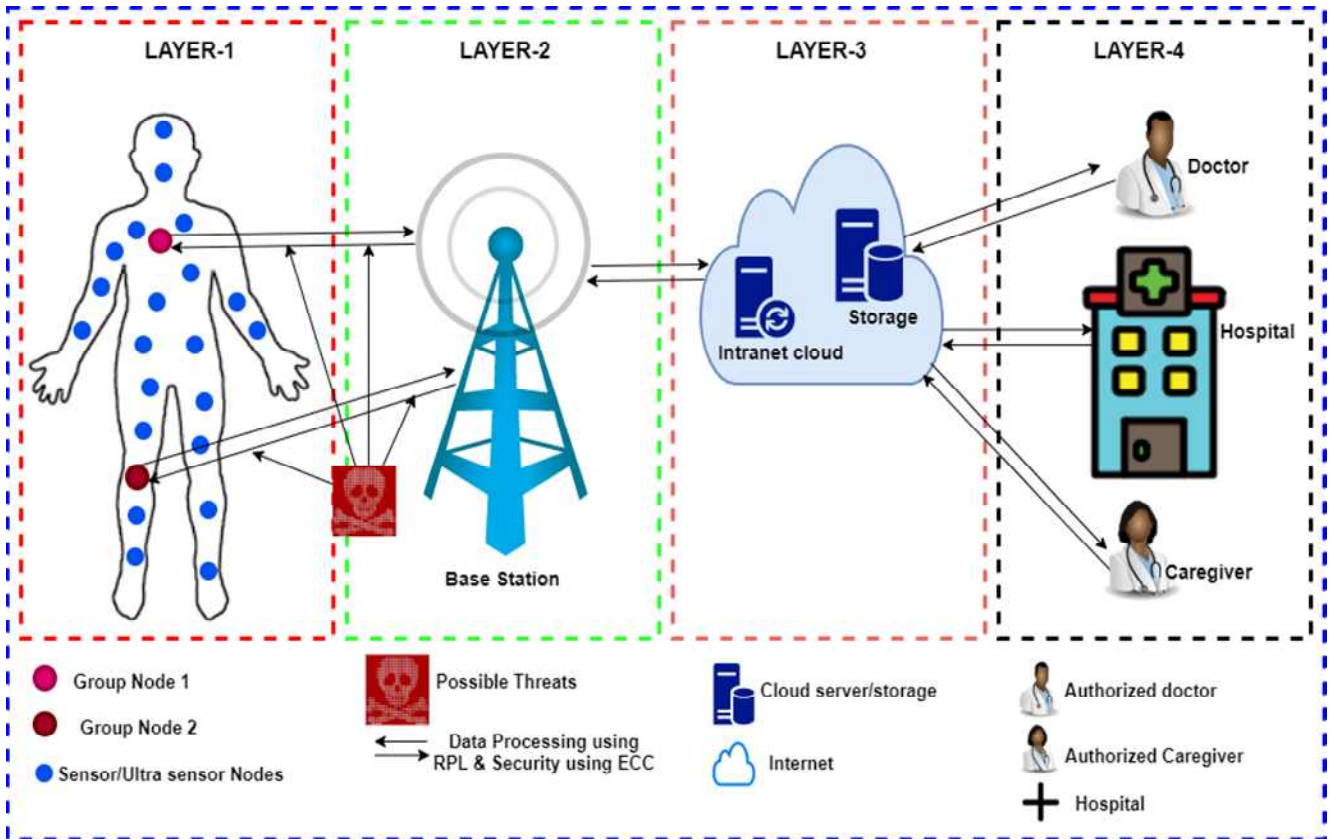 LAYER-1
LAYER-2
LAYER-3
LAYER-4
Doctor
Storage
Intranet cloud
Hospital
Base Station
Caregiver
Group Node 1
Group Node 2
Sensor/Ultra sensor Nodes
Possible Threats
Data Processing using
RPL & Security using ECC
Cloud server/storage
Internet
Authorized doctor
Authorized Caregiver
Hospital